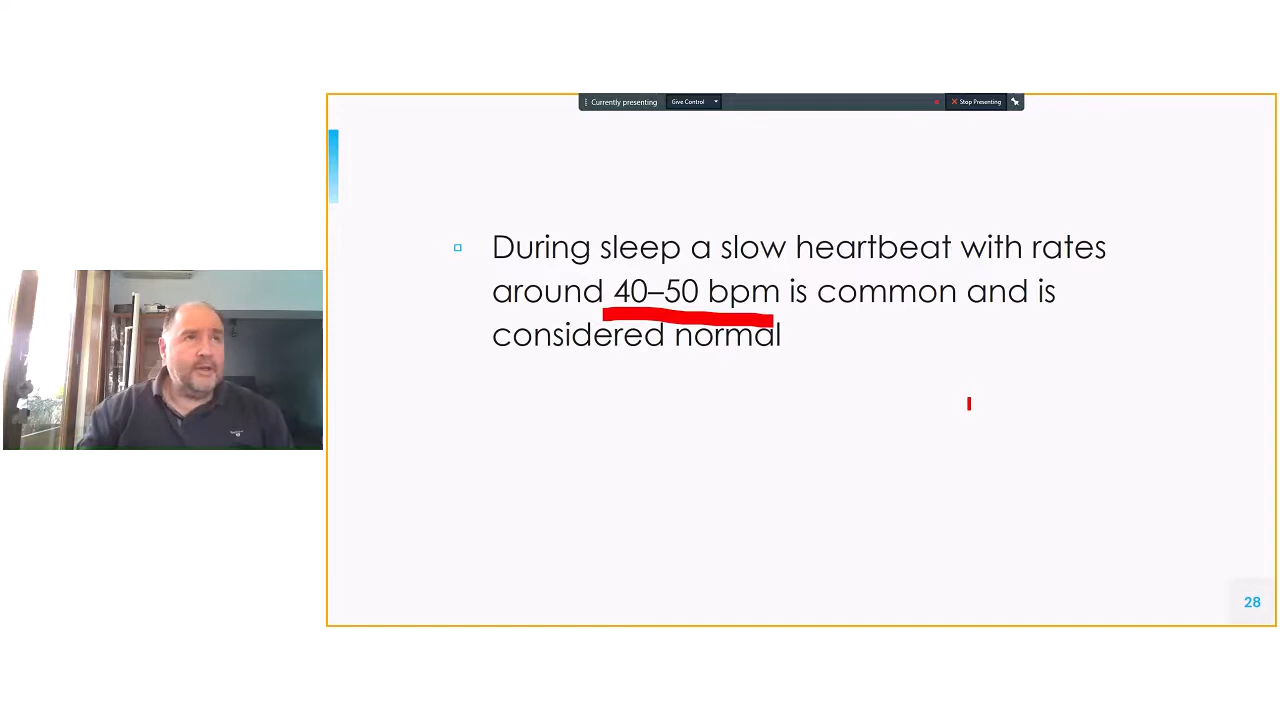 Currently presenting
Give Control
Stop Presenting
During sleep a slow heartbeat with rates
around 40–50 bpm is common and is
considered normal
28